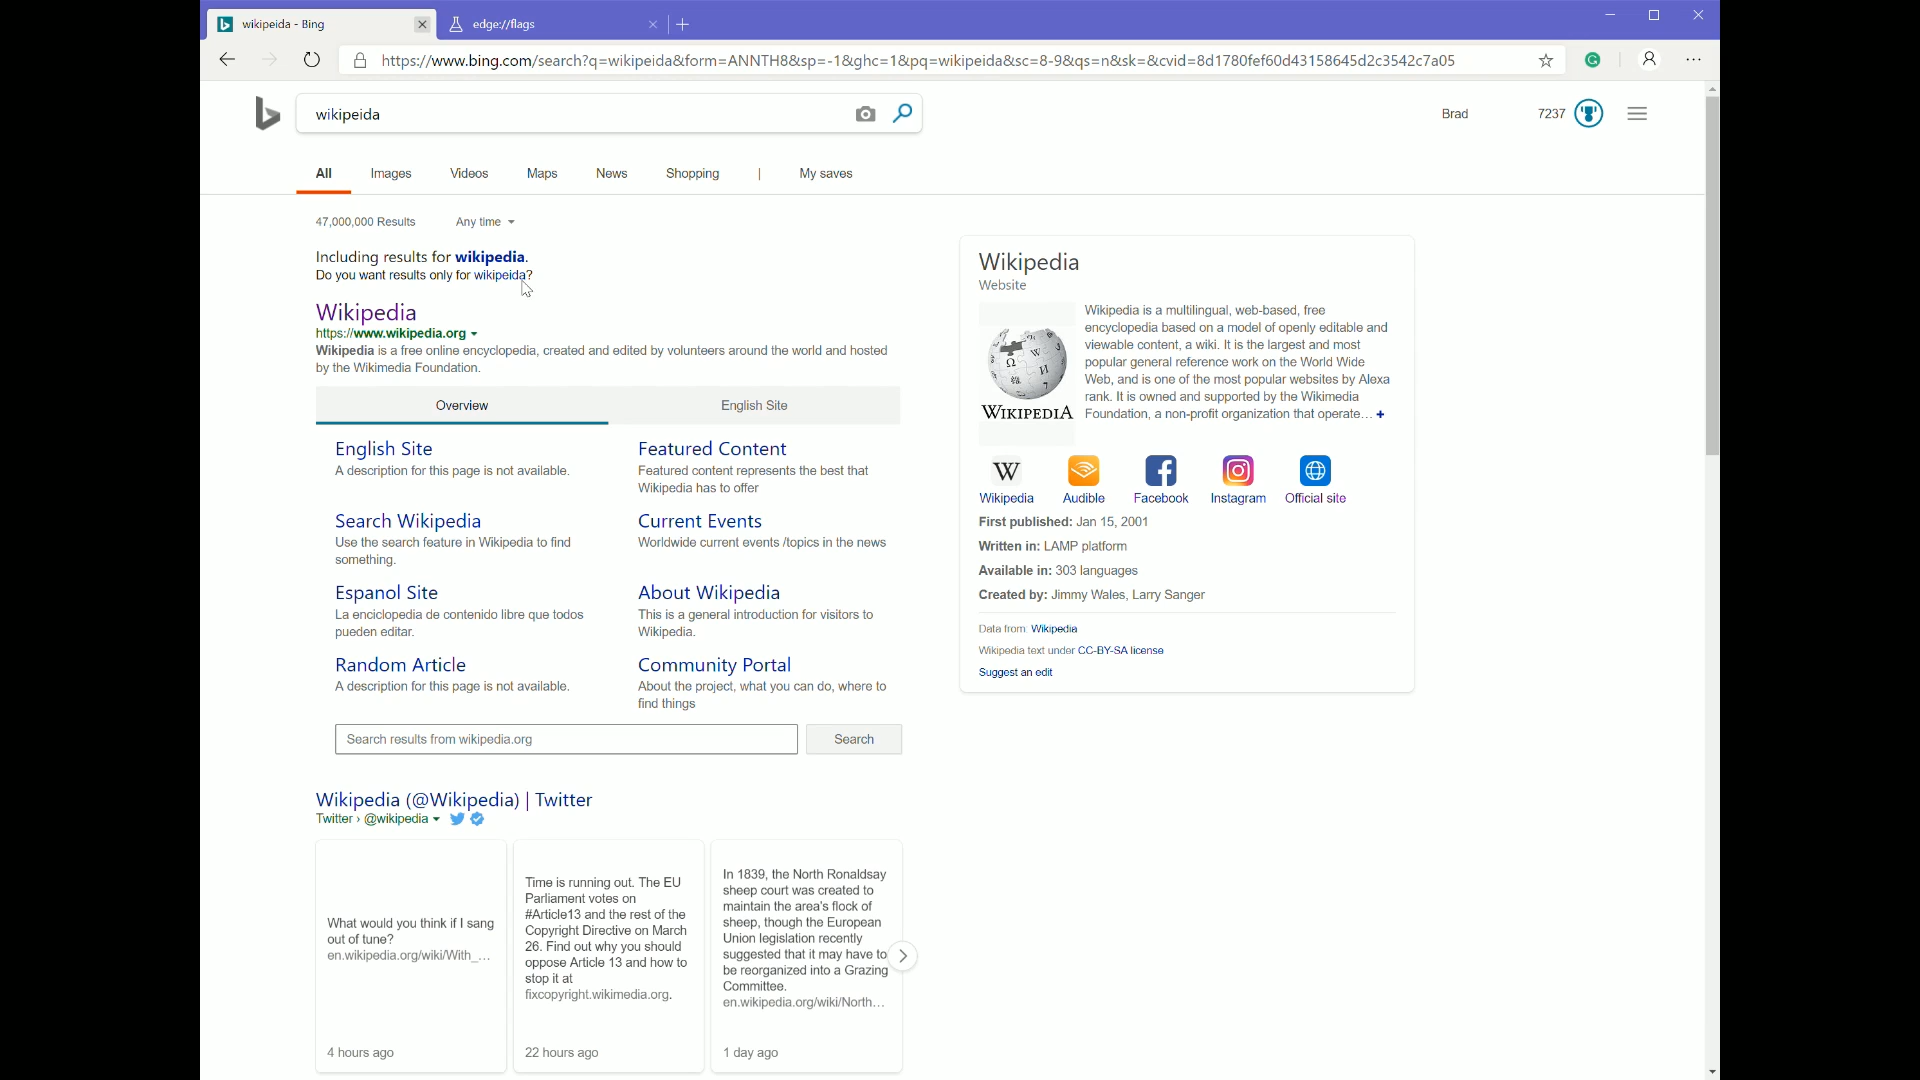 wikipeida - Bing
edge://flags
https://www.bing.com/search?q=wikipeida&form=ANNTH8&sp=-1&ghc=1&pq=wikipeida&sc=8-9&qs=n&sk=&cvid=8d1780fef60d43158645d2c3542c7a05
wikipeida
Brad
7237
All Images Videos Maps News Shopping | My saves
47,000,000 Results Any time
Including results for wikipedia.
Do you want results only for wikipeida?
Wikipedia
https://www.wikipedia.org
Wikipedia is a free online encyclopedia, created and edited by volunteers around the world and hosted
by the Wikimedia Foundation.
Overview English Site
English Site
A description for this page is not available.
Featured Content
Featured content represents the best that
Wikipedia has to offer
Search Wikipedia
Use the search feature in Wikipedia to find
something.
Current Events
Worldwide current events /topics in the news
Espanol Site
La enciclopedia de contenido libre que todos
pueden editar.
About Wikipedia
This is a general introduction for visitors to
Wikipedia.
Random Article
A description for this page is not available.
Community Portal
About the project, what you can do, where to
find things
Search results from wikipedia.org
Search
Wikipedia (@Wikipedia) | Twitter
Twitter › @wikipedia
What would you think if I sang
out of tune?
en.wikipedia.org/wiki/With_...
4 hours ago
Time is running out. The EU
Parliament votes on
#Article13 and the rest of the
Copyright Directive on March
26. Find out why you should
oppose Article 13 and how to
stop it at
fixcopyright.wikimedia.org.
22 hours ago
In 1839, the North Ronaldsay
sheep court was created to
maintain the area's flock of
sheep, though the European
Union legislation recently
suggested that it may have to
be reorganized into a Grazing
Committee.
en.wikipedia.org/wiki/North...
1 day ago
Wikipedia
Website
WIKIPEDIA
Wikipedia is a multilingual, web-based, free
encyclopedia based on a model of openly editable and
viewable content, a wiki. It is the largest and most
popular general reference work on the World Wide
Web, and is one of the most popular websites by Alexa
rank. It is owned and supported by the Wikimedia
Foundation, a non-profit organization that operate... +
W
Wikipedia Audible Facebook Instagram Official site
First published: Jan 15, 2001
Written in: LAMP platform
Available in: 303 languages
Created by: Jimmy Wales, Larry Sanger
Data from: Wikipedia
Wikipedia text under CC-BY-SA license
Suggest an edit